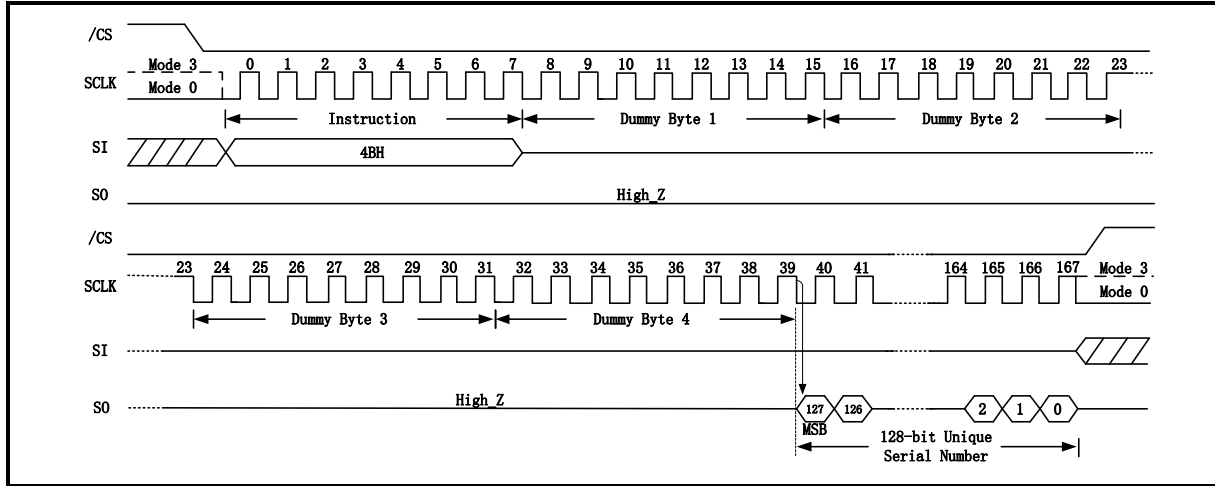 /CS
Mode 3 0 1 2 3 4 5 6 7 8 9 10 11 12 13 14 15 16 17 18 19 20 21 22 23
SCLK
Mode 0
Instruction Dummy Byte 1 Dummy Byte 2
SI
4BH
SO
High_Z
/CS
23 24 25 26 27 28 29 30 31 32 33 34 35 36 37 38 39 40 41 164 165 166 167 Mode 3
SCLK
Mode 0
Dummy Byte 3 Dummy Byte 4
SI
SO
High_Z
127 126 2 1 0
MSB
128-bit Unique
Serial Number